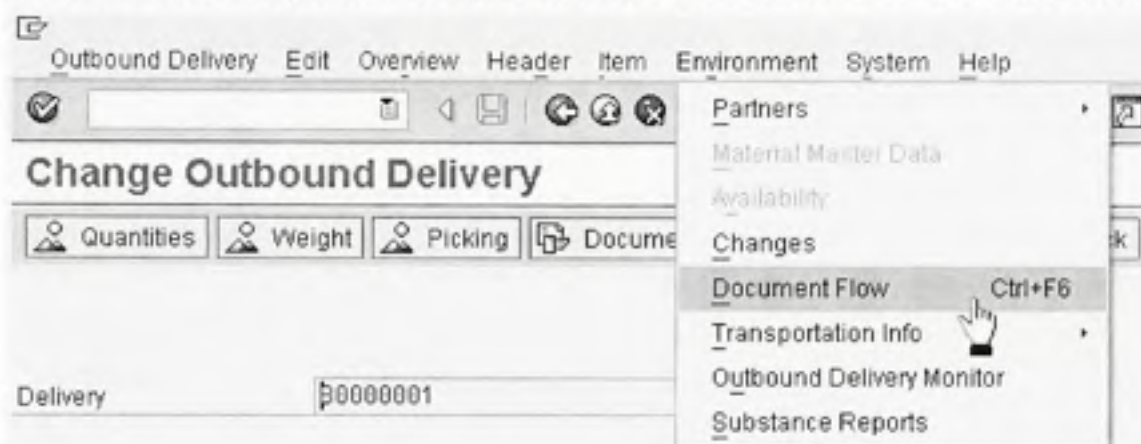 Outbound Delivery Edit Overview Header Item Environment System Help
Partners
Material Master Data
Change Outbound Delivery
Availability
Quantities Weight Picking Docume
Changes
Document Flow Ctrl+F6
Transportation Info
Outbound Delivery Monitor
Delivery 80000001
Substance Reports